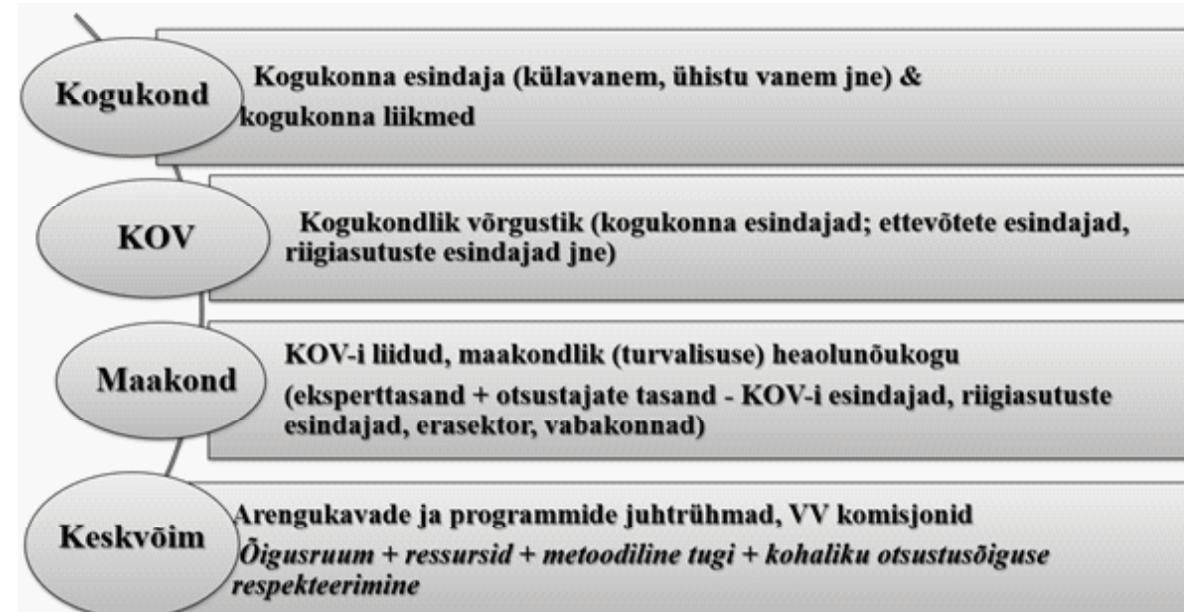 Kogukond
Kogukonna esindaja (külavanem, ühistu vanem jne) &
kogukonna liikmed
KOV
Kogukondlik võrgustik (kogukonna esindajad; ettevõtete esindajad,
riigiasutuste esindajad jne)
Maakond
KOV-i liidud, maakondlik (turvalisuse) heaolunõukogu
(eksperttasand + otsustajate tasand - KOV-i esindajad, riigiasutuste
esindajad, erasektor, vabakonnad)
Keskvõim
Arengukavade ja programmide juhtrühmad, VV komisjonid
Õigusruum + ressursid + metoodiline tugi + kohaliku otsustusõiguse
respekteerimine